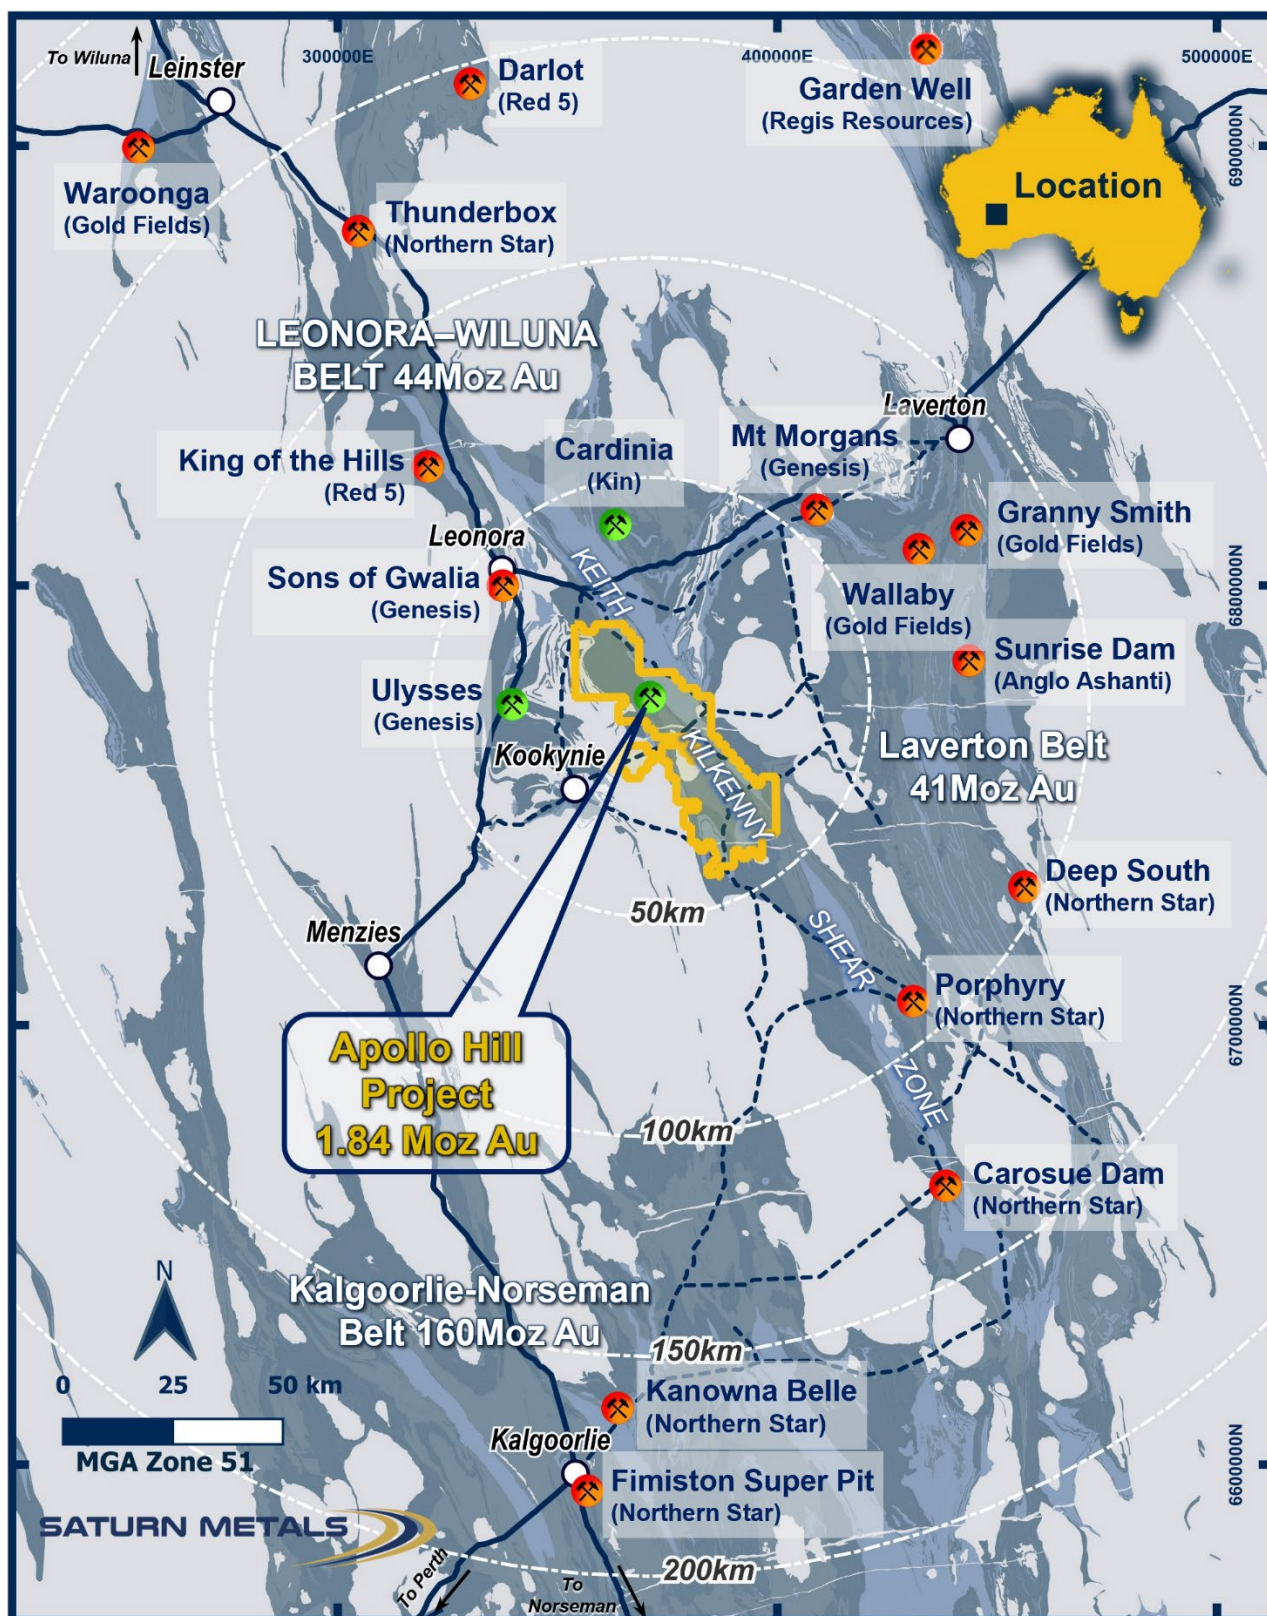 To Wiluna
Leinster
300000E
400000E
500000E
Darlot
(Red 5)
Garden Well
(Regis Resources)
6900000N
Location
Waroonga
(Gold Fields)
Thunderbox
(Northern Star)
LEONORA–WILUNA
BELT 44Moz Au
Laverton
King of the Hills
(Red 5)
Cardinia
(Kin)
Mt Morgans
(Genesis)
Granny Smith
(Gold Fields)
Leonora
Sons of Gwalia
(Genesis)
KEITH
Wallaby
(Gold Fields)
6800000N
Sunrise Dam
(Anglo Ashanti)
Ulysses
(Genesis)
Kookynie
KILKENNY
Laverton Belt
41Moz Au
Deep South
(Northern Star)
50km
Menzies
SHEAR
Porphyry
(Northern Star)
6700000N
Apollo Hill
Project
1.84 Moz Au
ZONE
100km
Carosue Dam
(Northern Star)
N
Kalgoorlie-Norseman
Belt 160Moz Au
150km
0 25 50 km
MGA Zone 51
Kanowna Belle
(Northern Star)
Kalgoorlie
Fimiston Super Pit
(Northern Star)
6600000N
SATURN METALS
200km
To Perth
To
Norseman